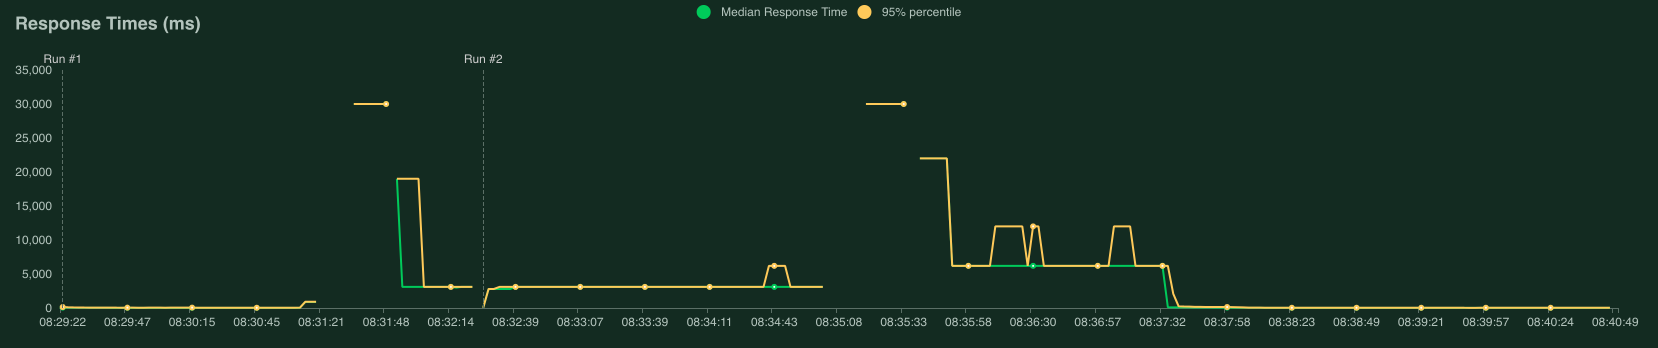 Response Times (ms)
Median Response Time
95% percentile
Run #1
Run #2
35,000
30,000
25,000
20,000
15,000
10,000
5,000
0
08:29:22 08:29:47 08:30:15 08:30:45 08:31:21 08:31:48 08:32:14 08:32:39 08:33:07 08:33:39 08:34:11 08:34:43 08:35:08 08:35:33 08:35:58 08:36:30 08:36:57 08:37:32 08:37:58 08:38:23 08:38:49 08:39:21 08:39:57 08:40:24 08:40:49